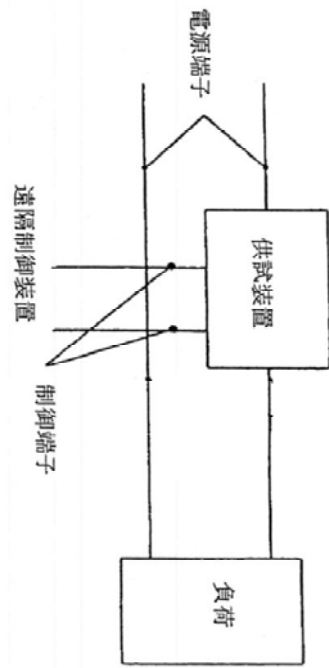 電源端子
供試装置
遠隔制御装置
制御端子
負荷